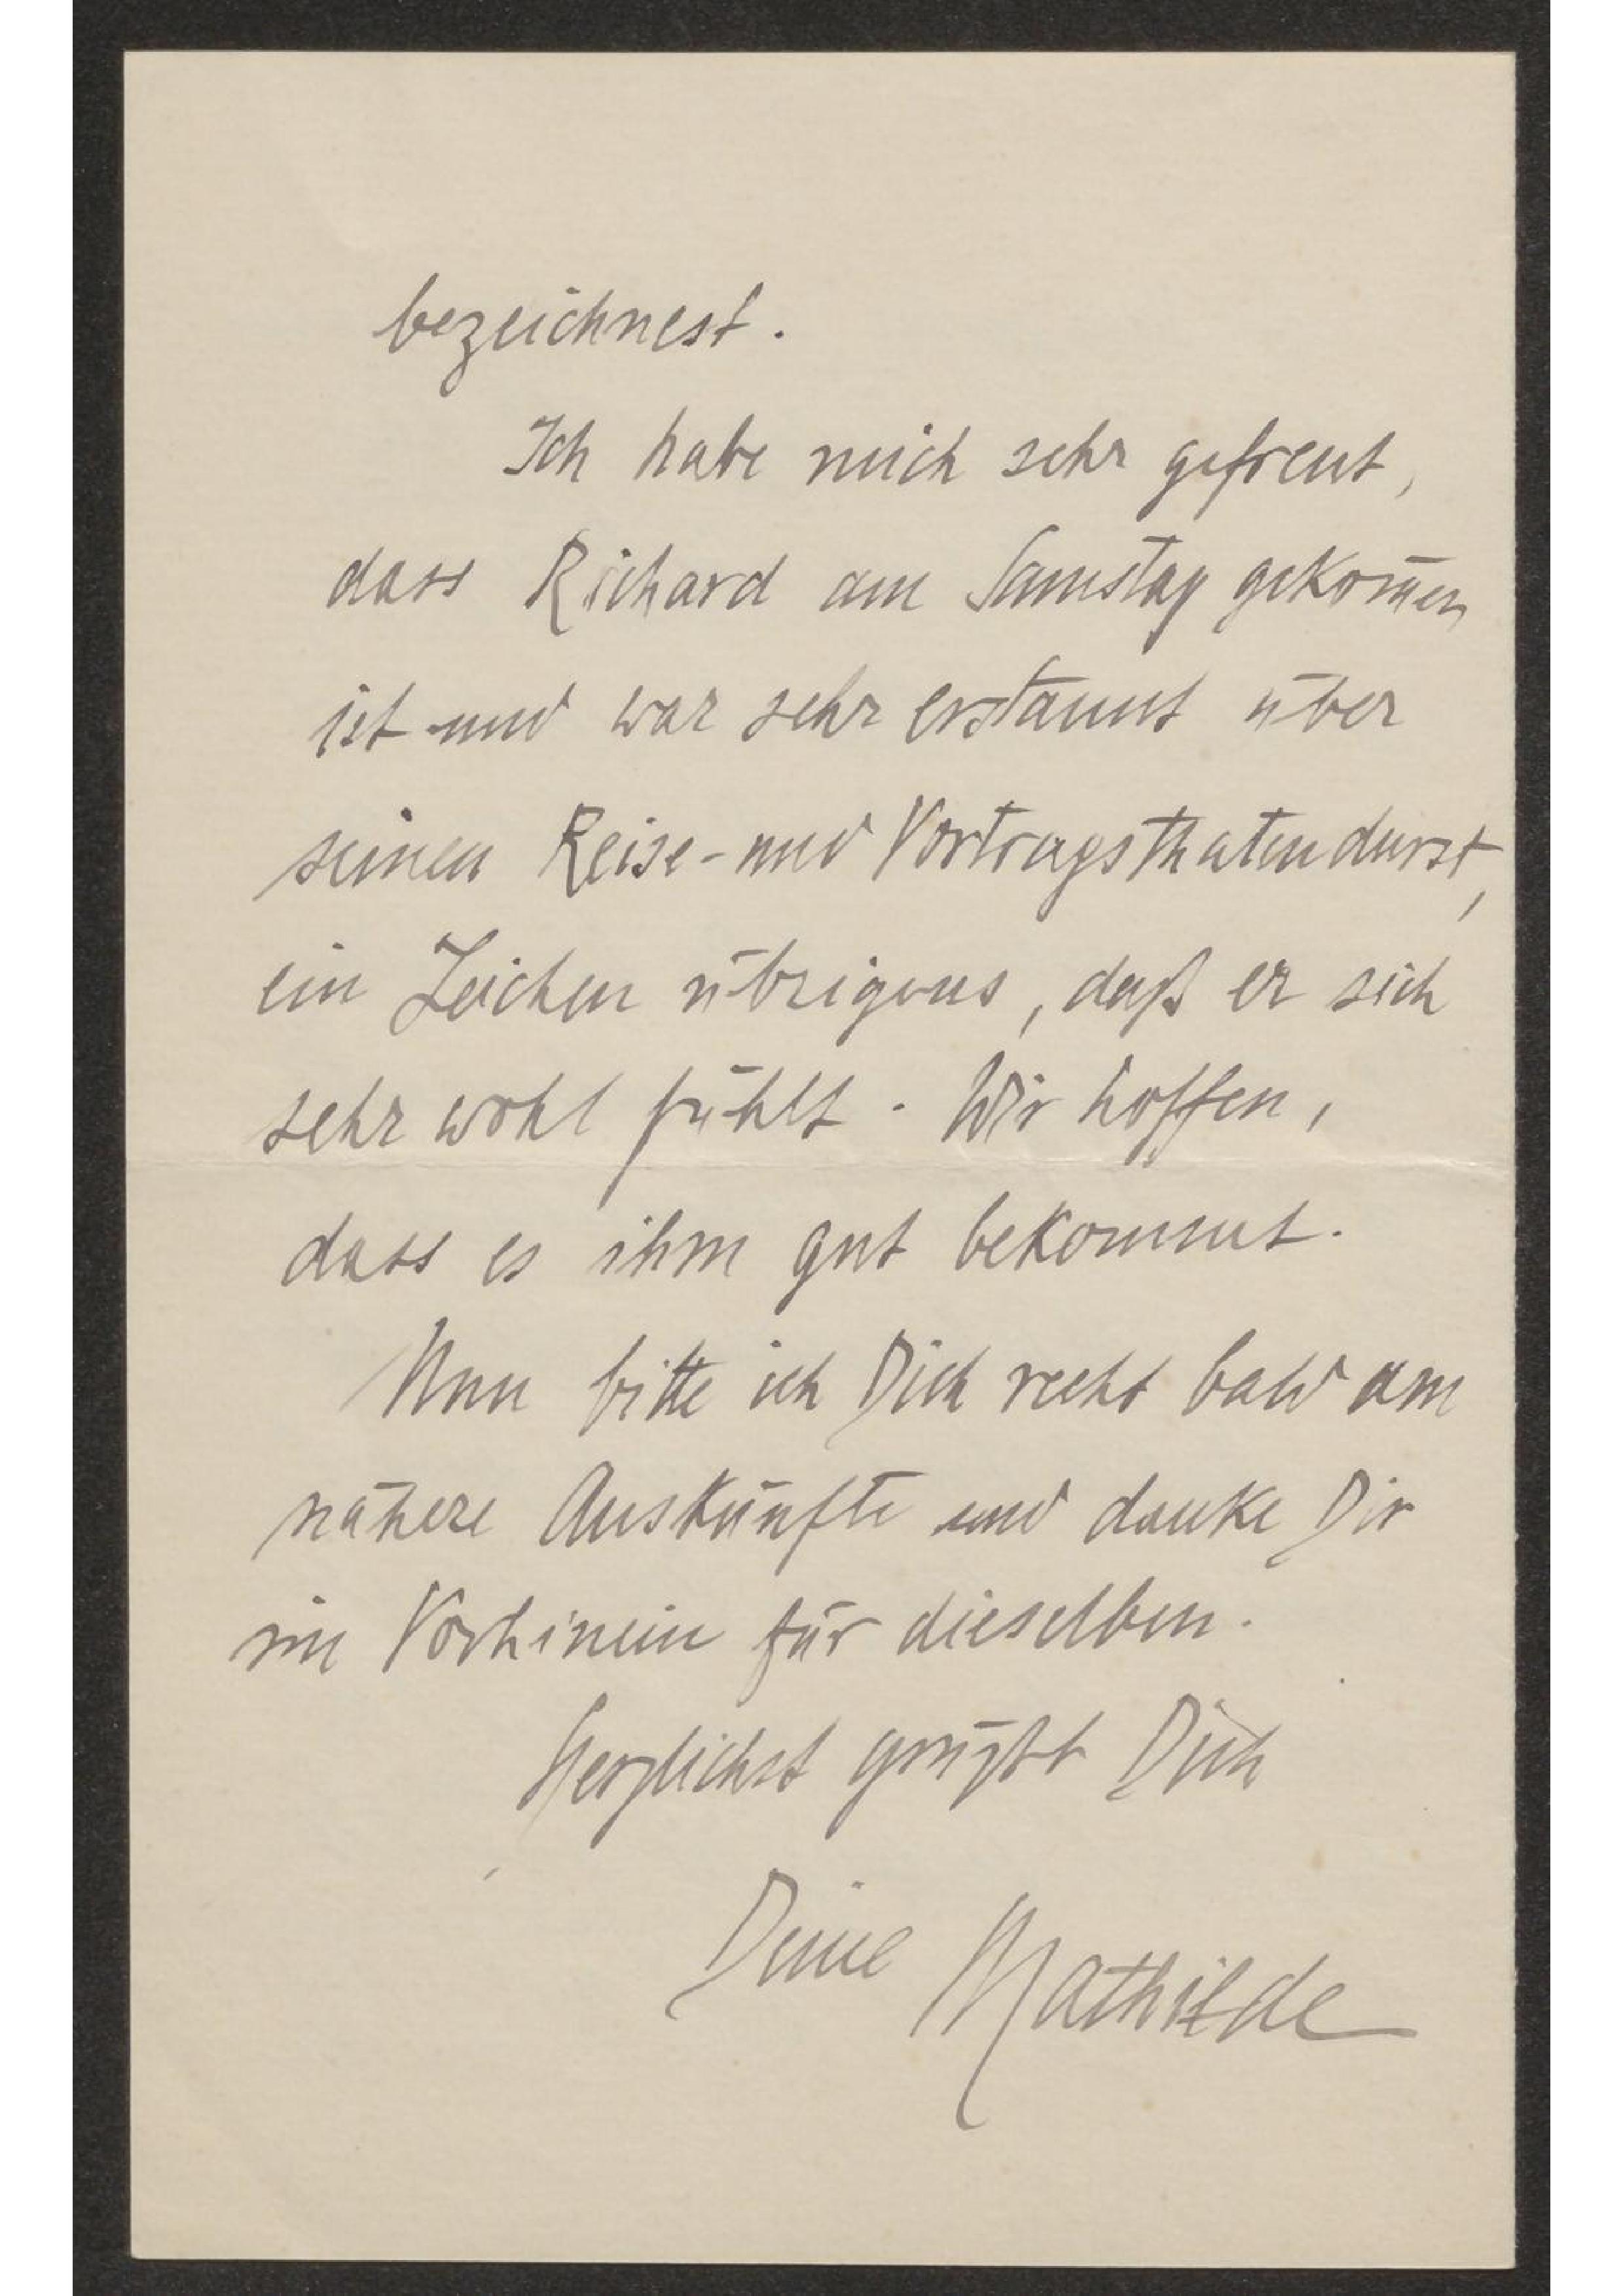 bezeichnest.
Ich habe mich sehr gefreut,
dass Richard am Samstag gekom̄en
ist und war sehr erstaunt über
seinen Reise- und Vortragsthatendurst,
ein Zeichen übrigens, daß er sich
sehr wohl fühlt. Wir hoffen,
dass es ihm gut bekommt.
Nun bitte ich Dich recht bald um
nähere Auskünfte und danke Dir
im Vorhinein für dieselben.
Herzlichst grüßt Dich
Deine Mathilde